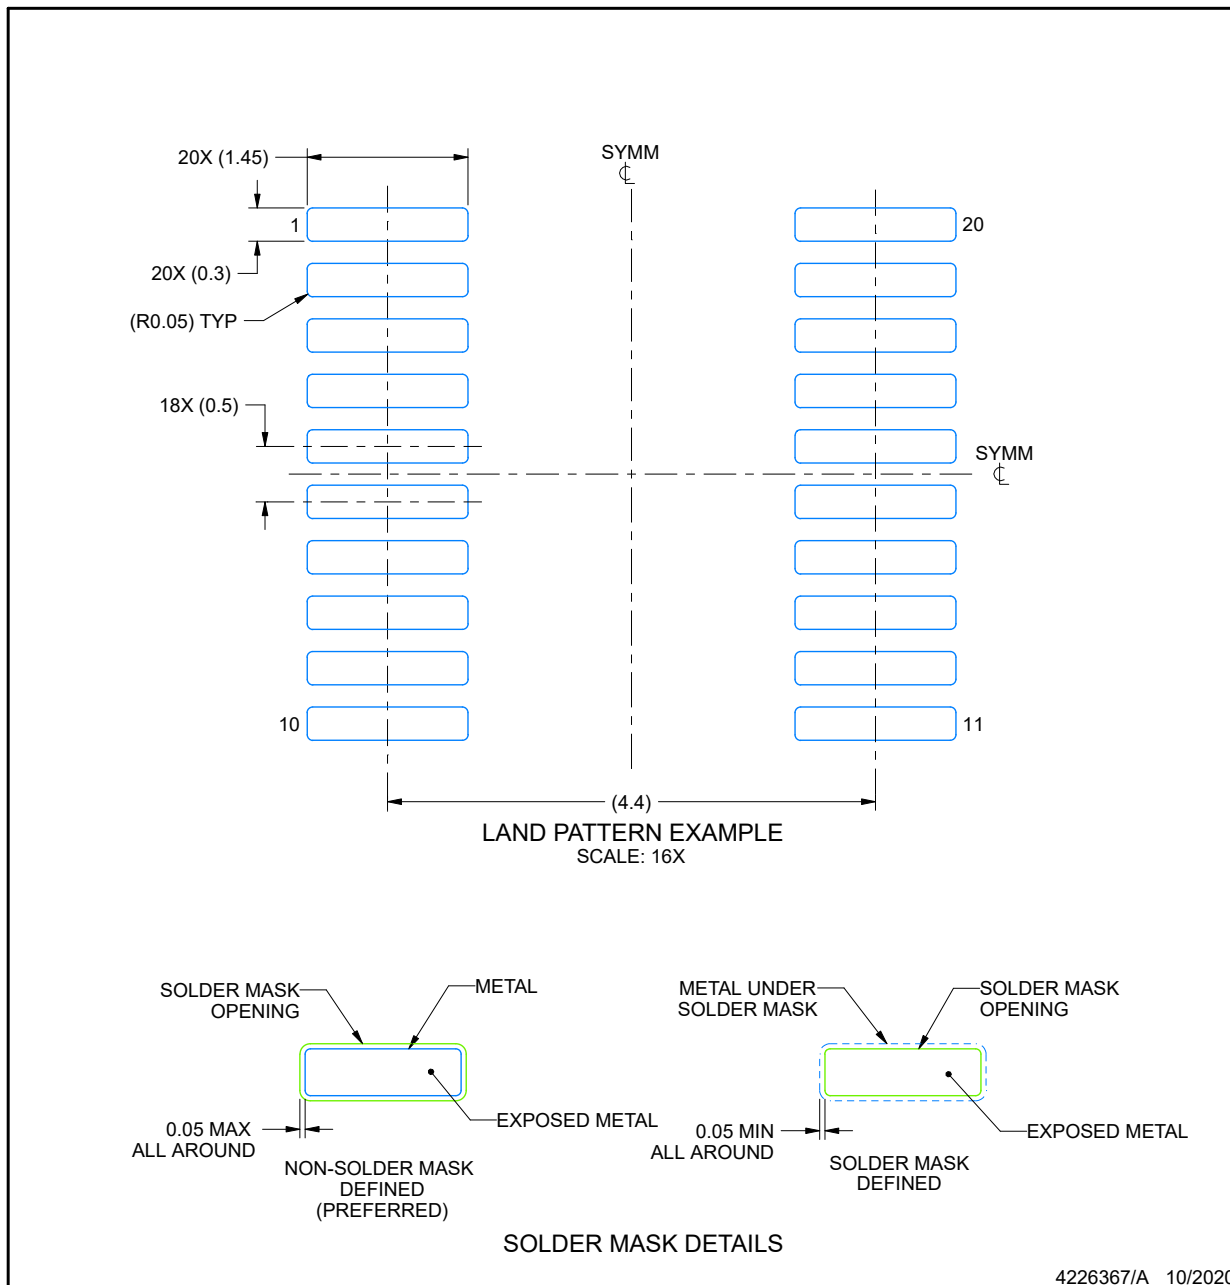 20X (1.45)
SYMM
1
20
20X (0.3)
(R0.05) TYP
18X (0.5)
SYMM
10
11
(4.4)
LAND PATTERN EXAMPLE
SCALE: 16X
SOLDER MASK
OPENING
METAL
EXPOSED METAL
0.05 MAX
ALL AROUND
NON-SOLDER MASK
DEFINED
(PREFERRED)
METAL UNDER
SOLDER MASK
SOLDER MASK
OPENING
EXPOSED METAL
0.05 MIN
ALL AROUND
SOLDER MASK
DEFINED
SOLDER MASK DETAILS
4226367/A 10/2020